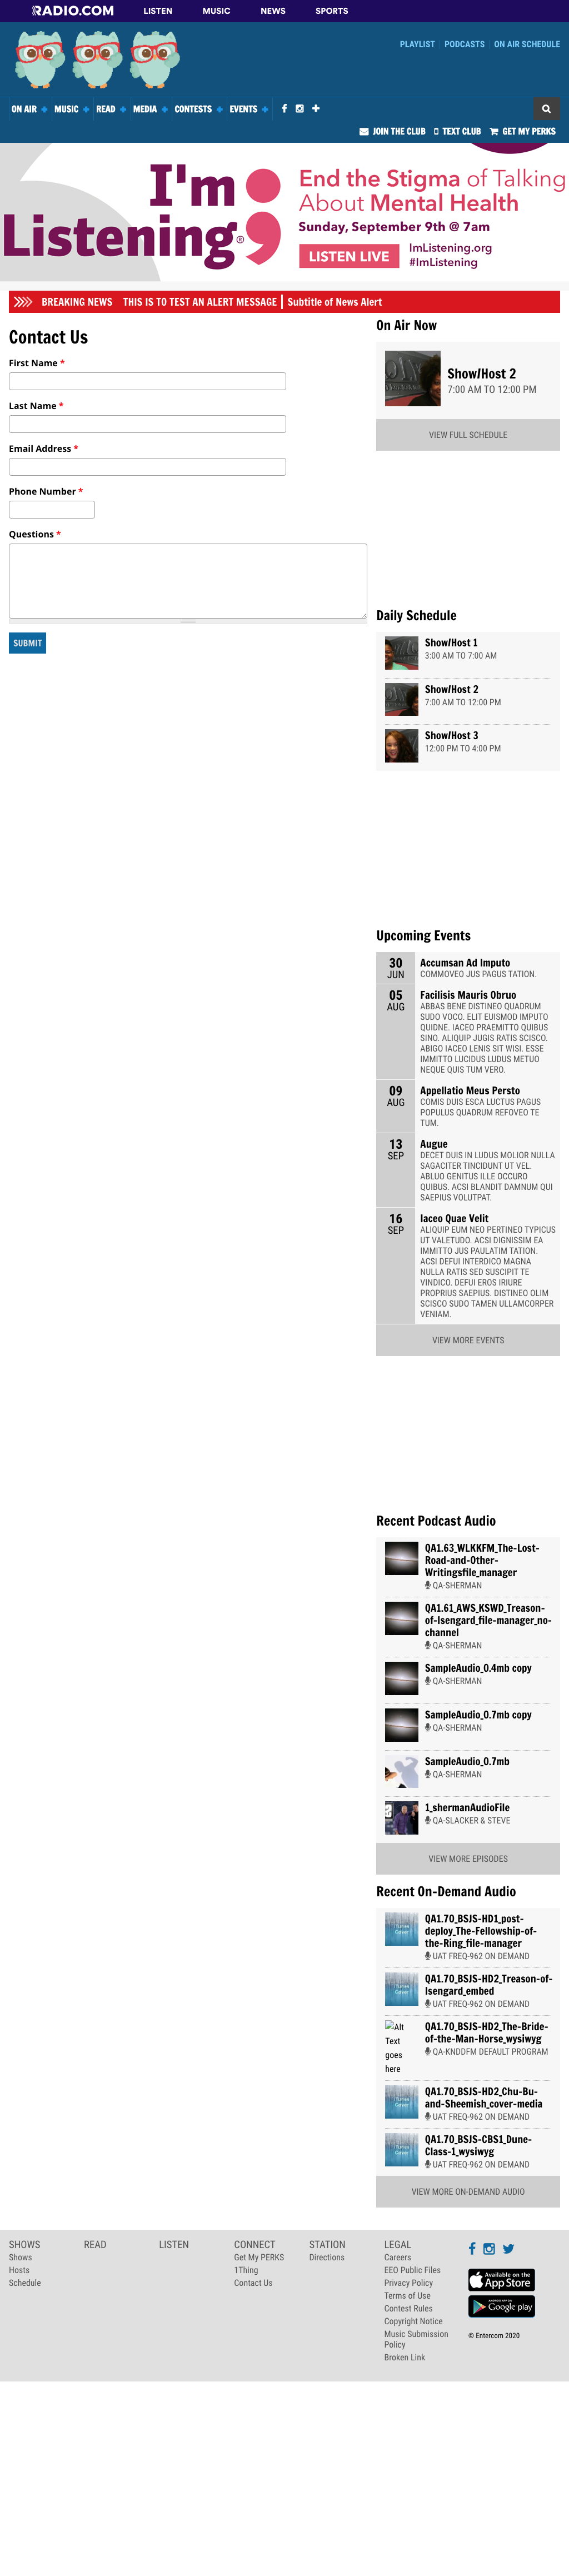 RADIO.COM LISTEN MUSIC NEWS SPORTS
PLAYLIST PODCASTS ON AIR SCHEDULE
ON AIR MUSIC READ MEDIA CONTESTS EVENTS
JOIN THE CLUB TEXT CLUB GET MY PERKS
I'm
Listening®
End the Stigma of Talking
About Mental Health
Sunday, September 9th @ 7am
LISTEN LIVE
ImListening.org
#ImListening
BREAKING NEWS THIS IS TO TEST AN ALERT MESSAGE | Subtitle of News Alert
Contact Us
First Name *
Last Name *
Email Address *
Phone Number *
Questions *
SUBMIT
On Air Now
Show/Host 2
7:00 AM TO 12:00 PM
VIEW FULL SCHEDULE
Daily Schedule
Show/Host 1
3:00 AM TO 7:00 AM
Show/Host 2
7:00 AM TO 12:00 PM
Show/Host 3
12:00 PM TO 4:00 PM
Upcoming Events
30
JUN
Accumsan Ad Imputo
COMMOVEO JUS PAGUS TATION.
05
AUG
Facilisis Mauris Obruo
ABBAS BENE DISTINEO QUADRUM
SUDO VOCO. ELIT EUISMOD IMPUTO
QUIDNE. IACEO PRAEMITTO QUIBUS
SINO. ALIQUIP JUGIS RATIS SCISCO.
ABIGO IACEO LENIS SIT WISI. ESSE
IMMITTO LUCIDUS LUDUS METUO
NEQUE QUIS TUM VERO.
09
AUG
Appellatio Meus Persto
COMIS DUIS ESCA LUCTUS PAGUS
POPULUS QUADRUM REFOVEO TE
TUM.
13
SEP
Augue
DECET DUIS IN LUDUS MOLIOR NULLA
SAGACITER TINCIDUNT UT VEL.
ABLUO GENITUS ILLE OCCURO
QUIBUS. ACSI BLANDIT DAMNUM QUI
SAEPIUS VOLUTPAT.
16
SEP
Iaceo Quae Velit
ALIQUIP EUM NEO PERTINEO TYPICUS
UT VALETUDO. ACSI DIGNISSIM EA
IMMITTO JUS PAULATIM TATION.
ACSI DEFUI INTERDICO MAGNA
NULLA RATIS SED SUSCIPIT TE
VINDICO. DEFUI EROS IRIURE
PROPRIUS SAEPIUS. DISTINEO OLIM
SCISCO SUDO TAMEN ULLAMCORPER
VENIAM.
VIEW MORE EVENTS
Recent Podcast Audio
QA1.63_WLKKFM_The-Lost-
Road-and-Other-
Writingsfile_manager
QA-SHERMAN
QA1.61_AWS_KSWD_Treason-
of-Isengard_file-manager_no-
channel
QA-SHERMAN
SampleAudio_0.4mb copy
QA-SHERMAN
SampleAudio_0.7mb copy
QA-SHERMAN
SampleAudio_0.7mb
QA-SHERMAN
1_shermanAudioFile
QA-SLACKER & STEVE
VIEW MORE EPISODES
Recent On-Demand Audio
QA1.70_BSJS-HD1_post-
deploy_The-Fellowship-of-
the-Ring_file-manager
UAT FREQ-962 ON DEMAND
QA1.70_BSJS-HD2_Treason-of-
Isengard_embed
UAT FREQ-962 ON DEMAND
Alt
Text
goes
here
QA1.70_BSJS-HD2_The-Bride-
of-the-Man-Horse_wysiwyg
QA-KNDDFM DEFAULT PROGRAM
QA1.70_BSJS-HD2_Chu-Bu-
and-Sheemish_cover-media
UAT FREQ-962 ON DEMAND
QA1.70_BSJS-CBS1_Dune-
Class-1_wysiwyg
UAT FREQ-962 ON DEMAND
VIEW MORE ON-DEMAND AUDIO
SHOWS
Shows
Hosts
Schedule
READ
LISTEN
CONNECT
Get My PERKS
1Thing
Contact Us
STATION
Directions
LEGAL
Careers
EEO Public Files
Privacy Policy
Terms of Use
Contest Rules
Copyright Notice
Music Submission
Policy
Broken Link
Available on the
App Store
ANDROID APP ON
Google play
© Entercom 2020